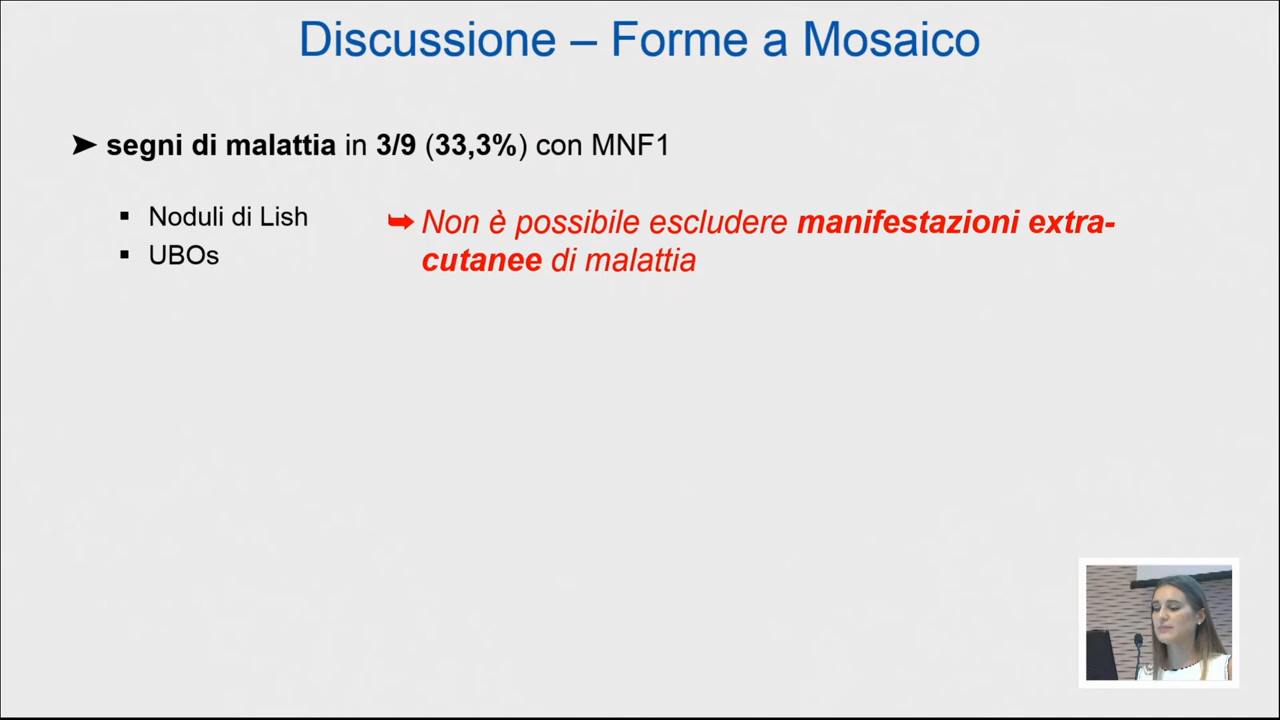 Discussione – Forme a Mosaico
➤ segni di malattia in 3/9 (33,3%) con MNF1
▪ Noduli di Lish
▪ UBOs
➥ Non è possibile escludere manifestazioni extra-
cutanee di malattia